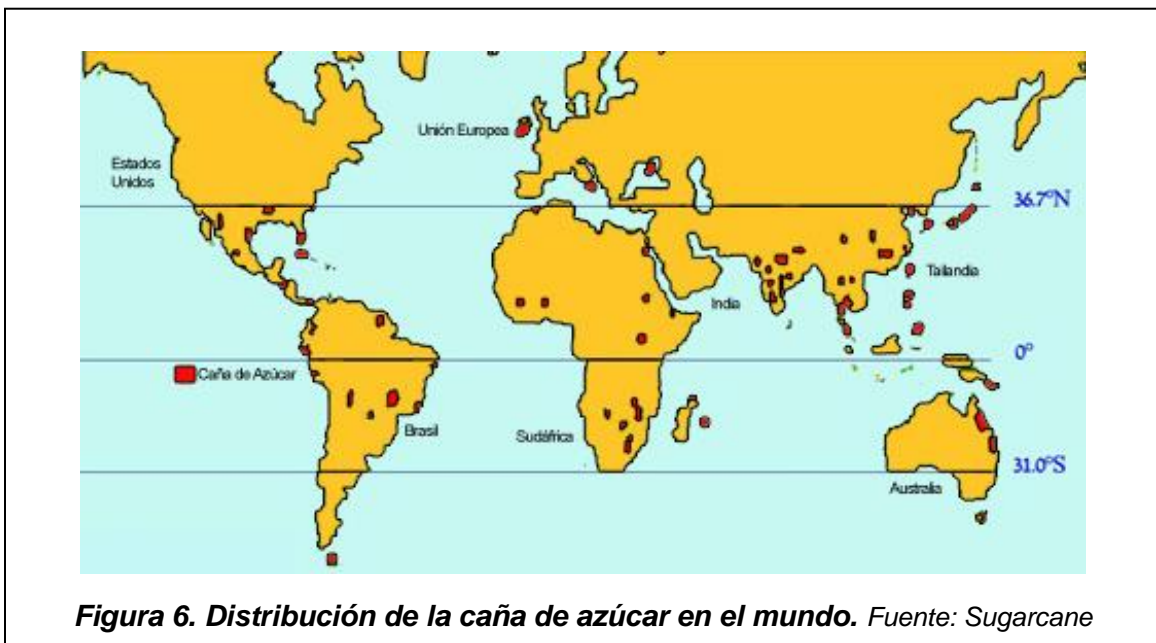 Unión Europea
Estados
Unidos
36.7°N
Tailandia
India
0°
Caña de Azúcar
Brasil
Sudáfrica
31.0°S
Australia
Figura 6. Distribución de la caña de azúcar en el mundo. Fuente: Sugarcane